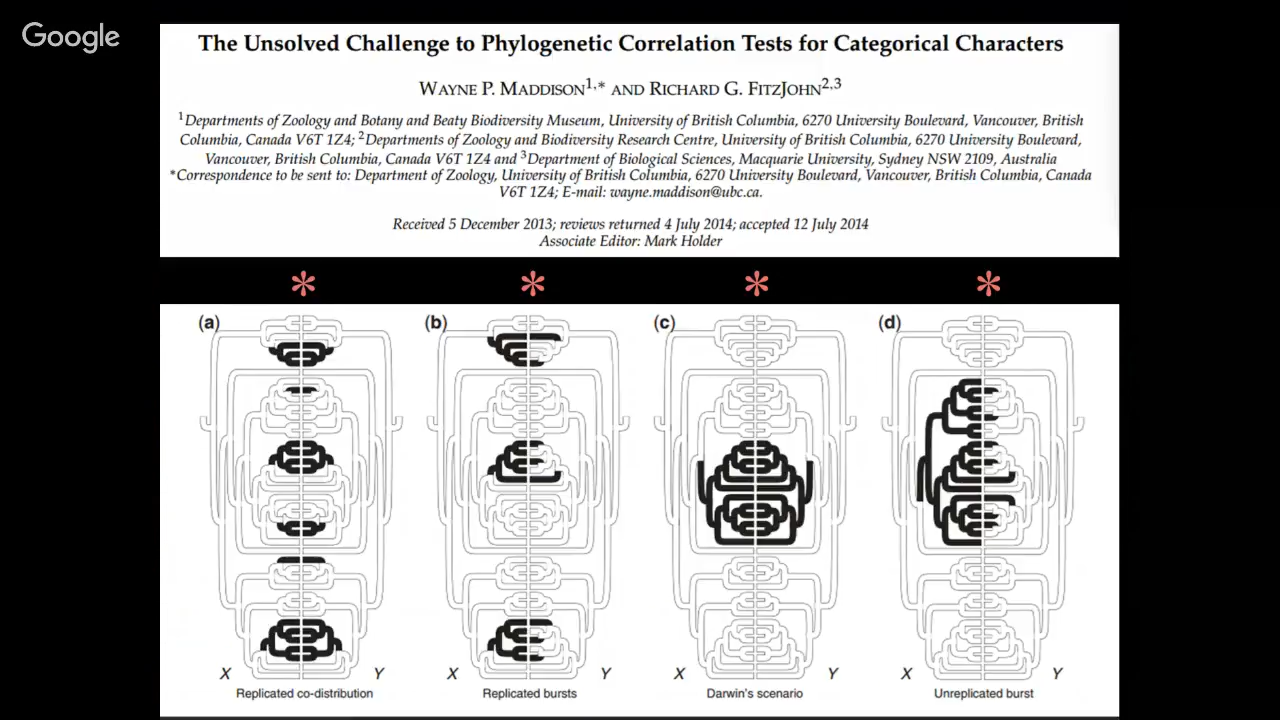 Google
The Unsolved Challenge to Phylogenetic Correlation Tests for Categorical Characters
WAYNE P. MADDISON1,* AND RICHARD G. FITZJOHN2,3
1Departments of Zoology and Botany and Beaty Biodiversity Museum, University of British Columbia, 6270 University Boulevard, Vancouver, British
Columbia, Canada V6T 1Z4; 2Departments of Zoology and Biodiversity Research Centre, University of British Columbia, 6270 University Boulevard,
Vancouver, British Columbia, Canada V6T 1Z4 and 3Department of Biological Sciences, Macquarie University, Sydney NSW 2109, Australia
*Correspondence to be sent to: Department of Zoology, University of British Columbia, 6270 University Boulevard, Vancouver, British Columbia, Canada
V6T 1Z4; E-mail: wayne.maddison@ubc.ca.
Received 5 December 2013; reviews returned 4 July 2014; accepted 12 July 2014
Associate Editor: Mark Holder
* * * *
(a) (b) (c) (d)
X Y X Y X Y X Y
Replicated co-distribution Replicated bursts Darwin's scenario Unreplicated burst